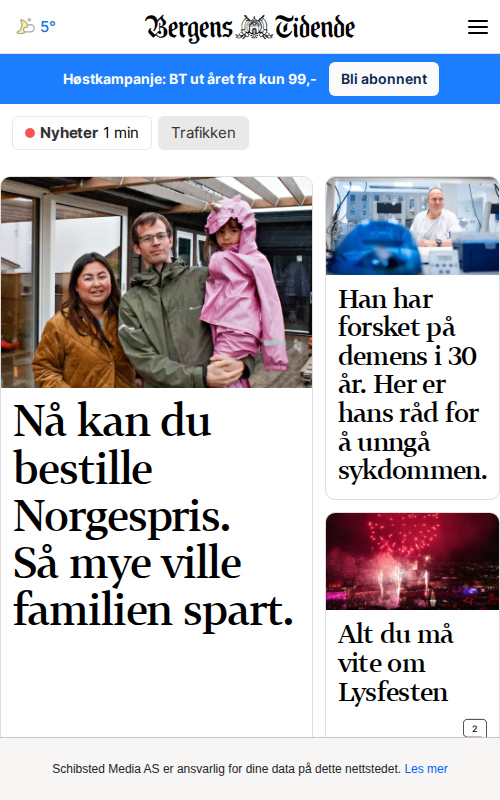 5°
Bergens Tidende
Høstkampanje: BT ut året fra kun 99,-
Bli abonnent
Nyheter 1 min
Trafikken
Nå kan du
bestille
Norgespris.
Så mye ville
familien spart.
Han har
forsket på
demens i 30
år. Her er
hans råd for
å unngå
sykdommen.
Alt du må
vite om
Lysfesten
2
Schibsted Media AS er ansvarlig for dine data på dette nettstedet. Les mer